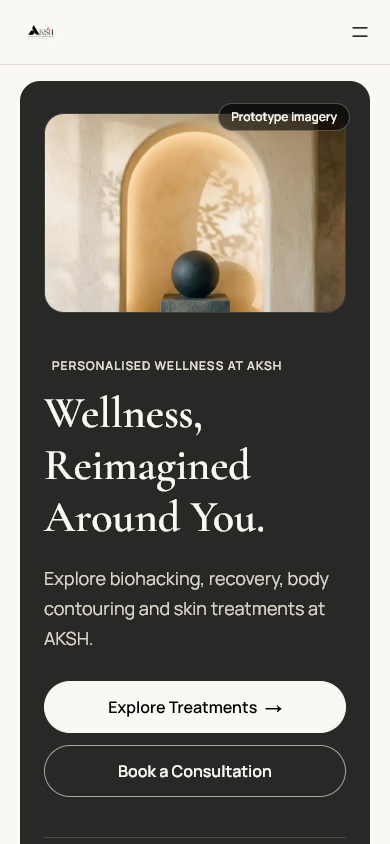 AKSH
Prototype imagery
PERSONALISED WELLNESS AT AKSH
Wellness,
Reimagined
Around You.
Explore biohacking, recovery, body
contouring and skin treatments at
AKSH.
Explore Treatments →
Book a Consultation